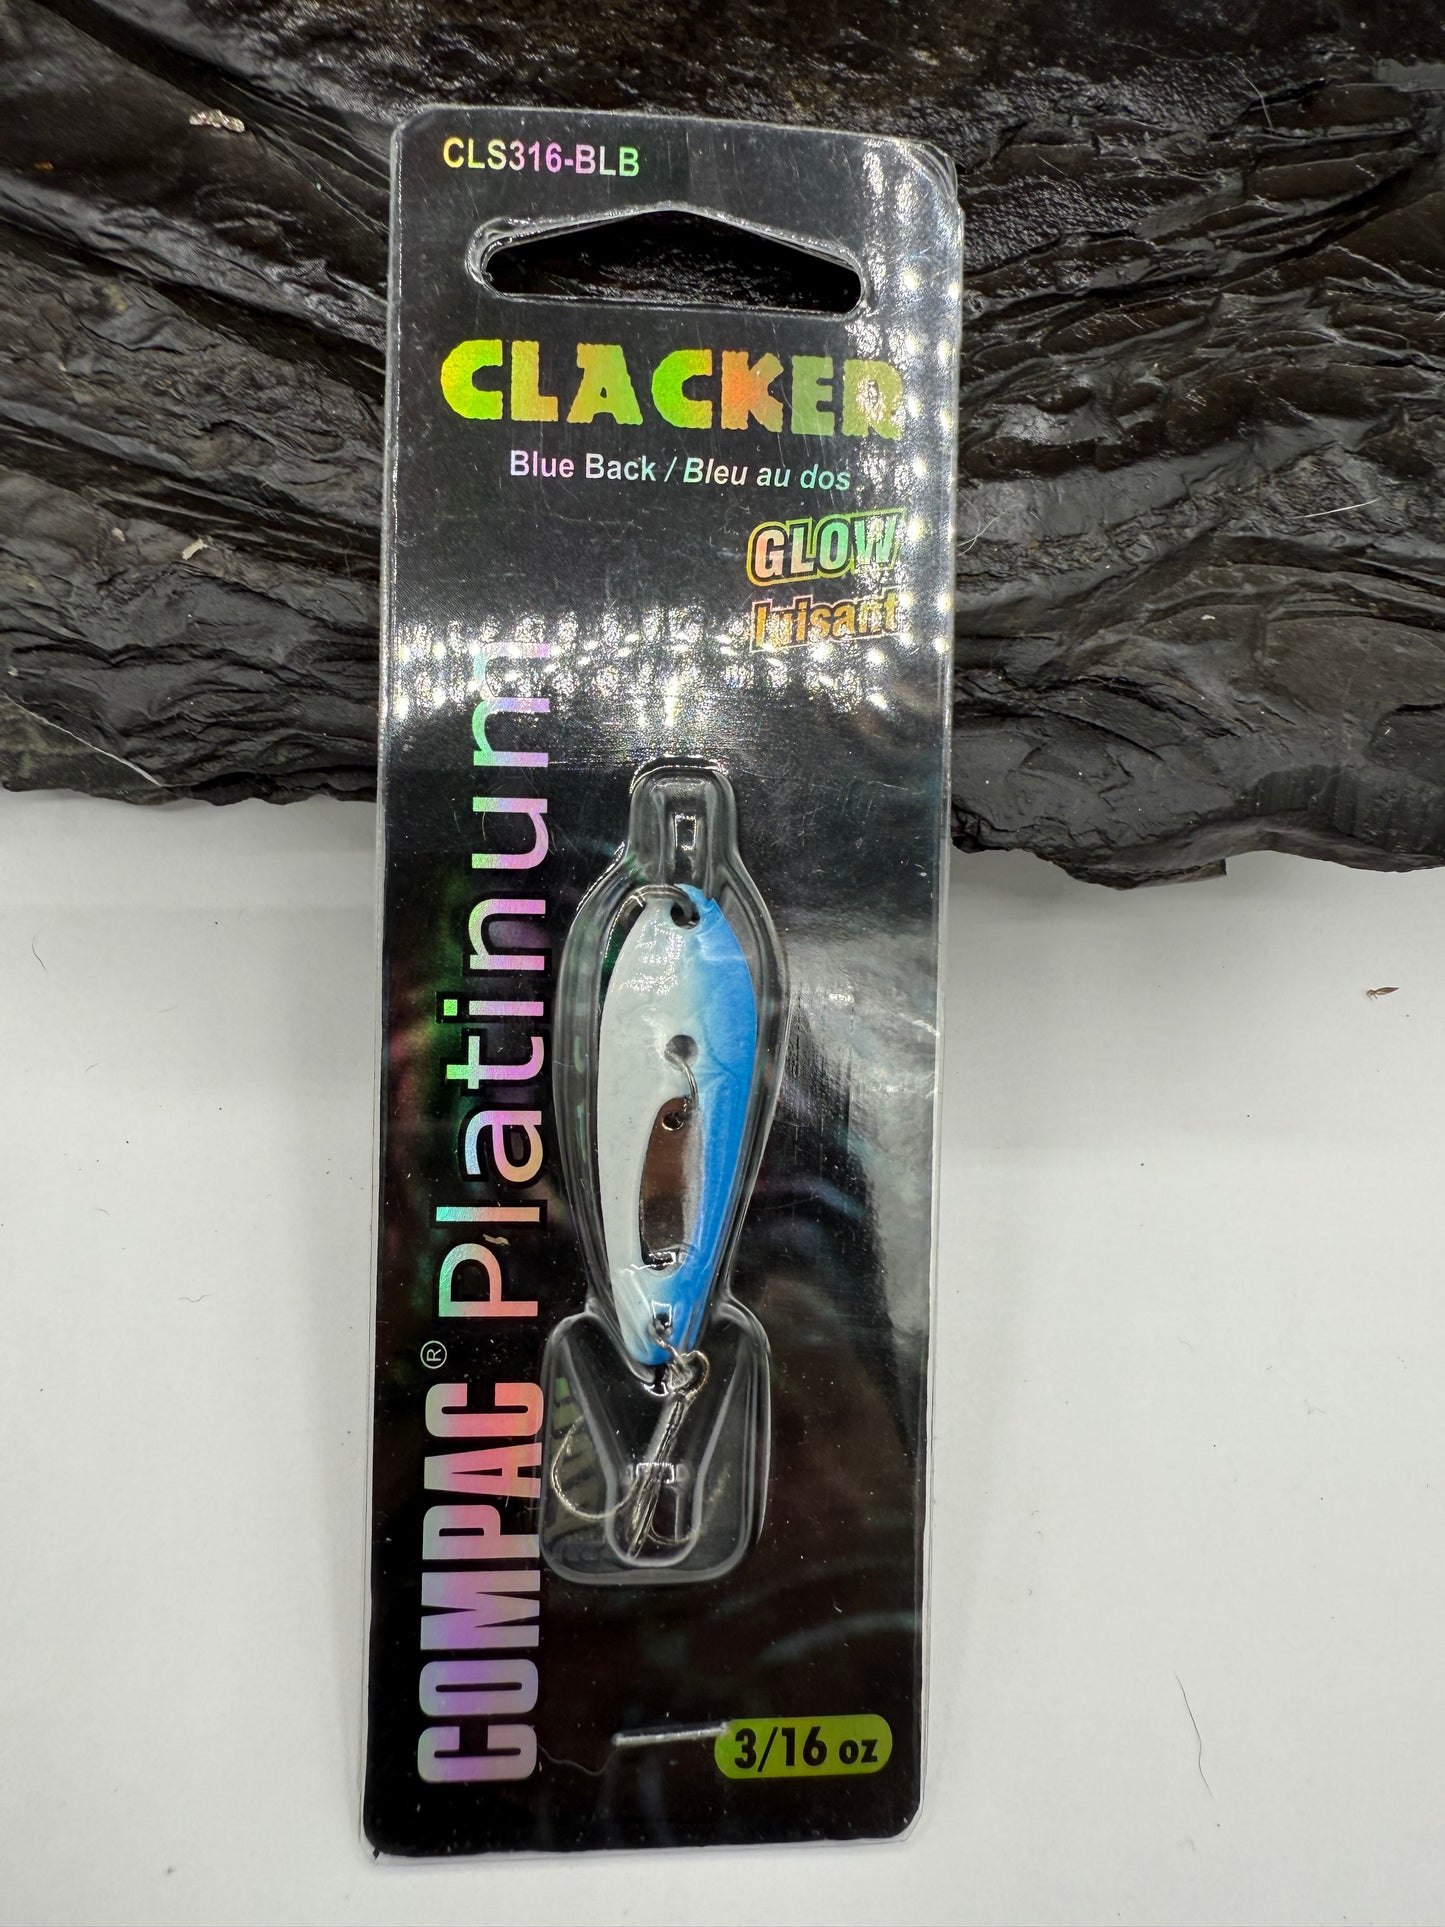 CLS316-BLB
CLACKER
Blue Back / Bleu au dos
GLOW
luisant
COMPAC® Platinum
3/16 oz